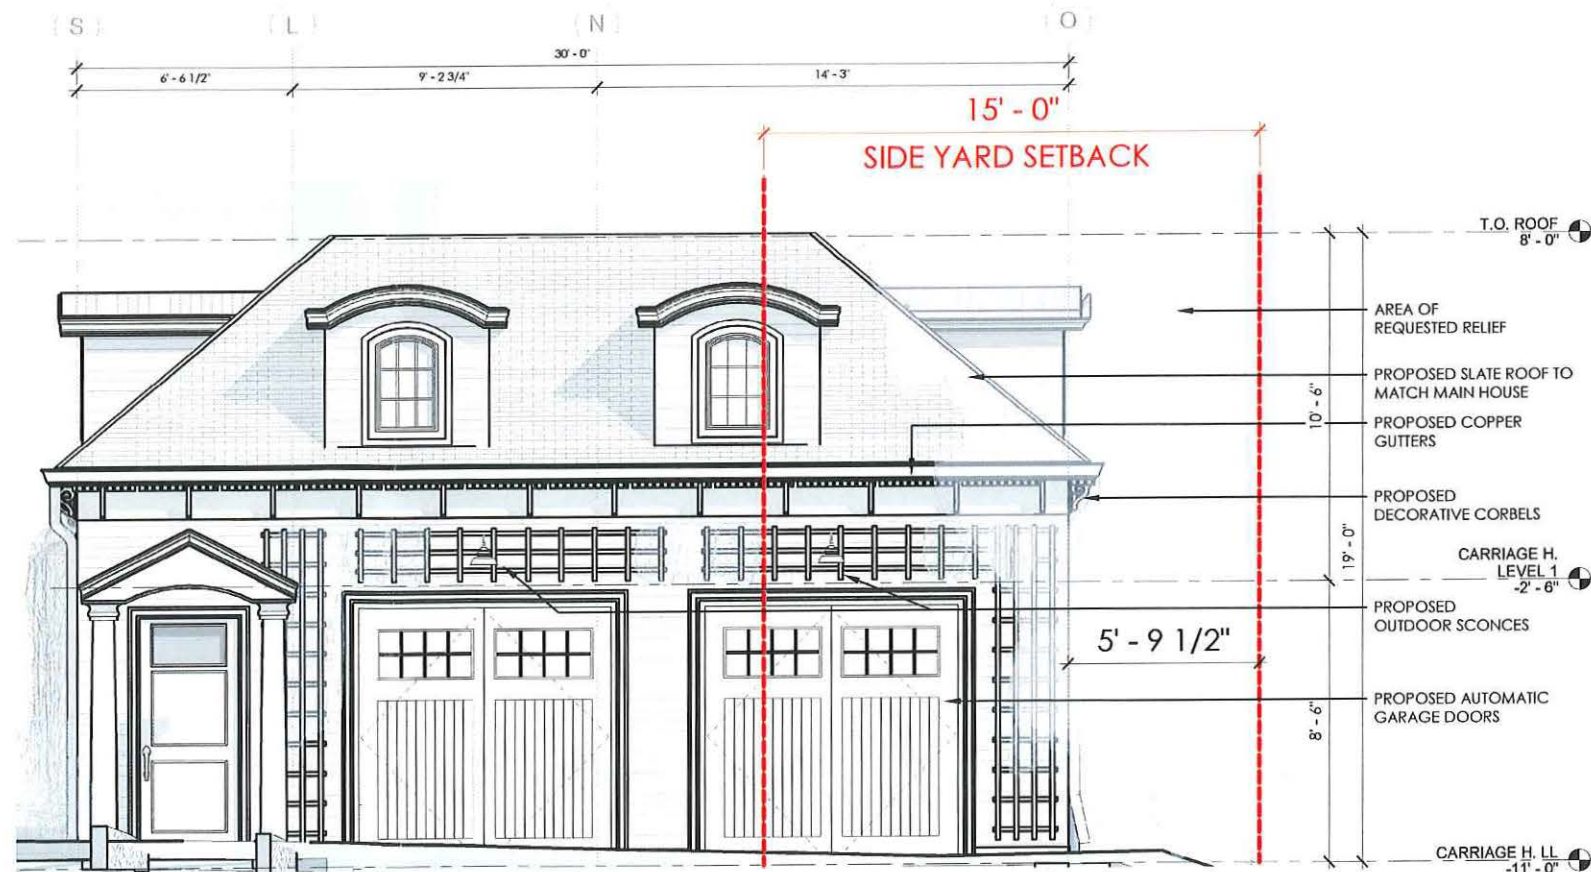 S L N O
30' - 0"
6' - 6 1/2" 9' - 2 3/4" 14' - 3"
15' - 0"
SIDE YARD SETBACK
T.O. ROOF
8' - 0"
AREA OF
REQUESTED RELIEF
PROPOSED SLATE ROOF TO
MATCH MAIN HOUSE
10' - 6"
PROPOSED COPPER
GUTTERS
PROPOSED
DECORATIVE CORBELS
19' - 0"
CARRIAGE H.
LEVEL 1
-2' - 6"
PROPOSED
OUTDOOR SCONCES
5' - 9 1/2"
PROPOSED AUTOMATIC
GARAGE DOORS
8' - 6"
CARRIAGE H. LL
-11' - 0"